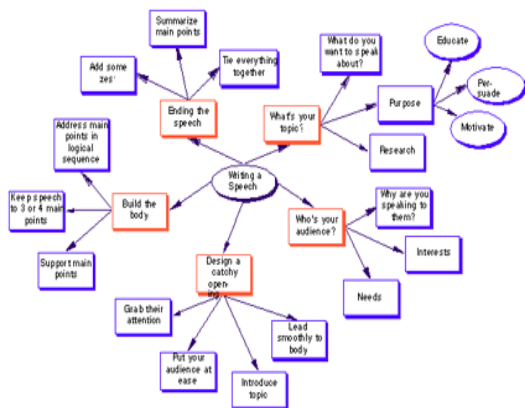 Summarize
main points
Add some
zes
Tie everything
together
Ending the
speech
What do you
want to speak
about?
What's your
topic?
Purpose
Educate
Per-
suade
Motivate
Research
Address main
points in
logical
sequence
Keep speech
to 3 or 4 main
points
Support main
points
Build the
body
Writing a
Speech
Who's your
audience?
Why are you
speaking to
them?
Interests
Needs
Design
a catchy
open-
ing
Grab their
attention
Put your
audience at
ease
Introduce
topic
Lead
smoothly to
body